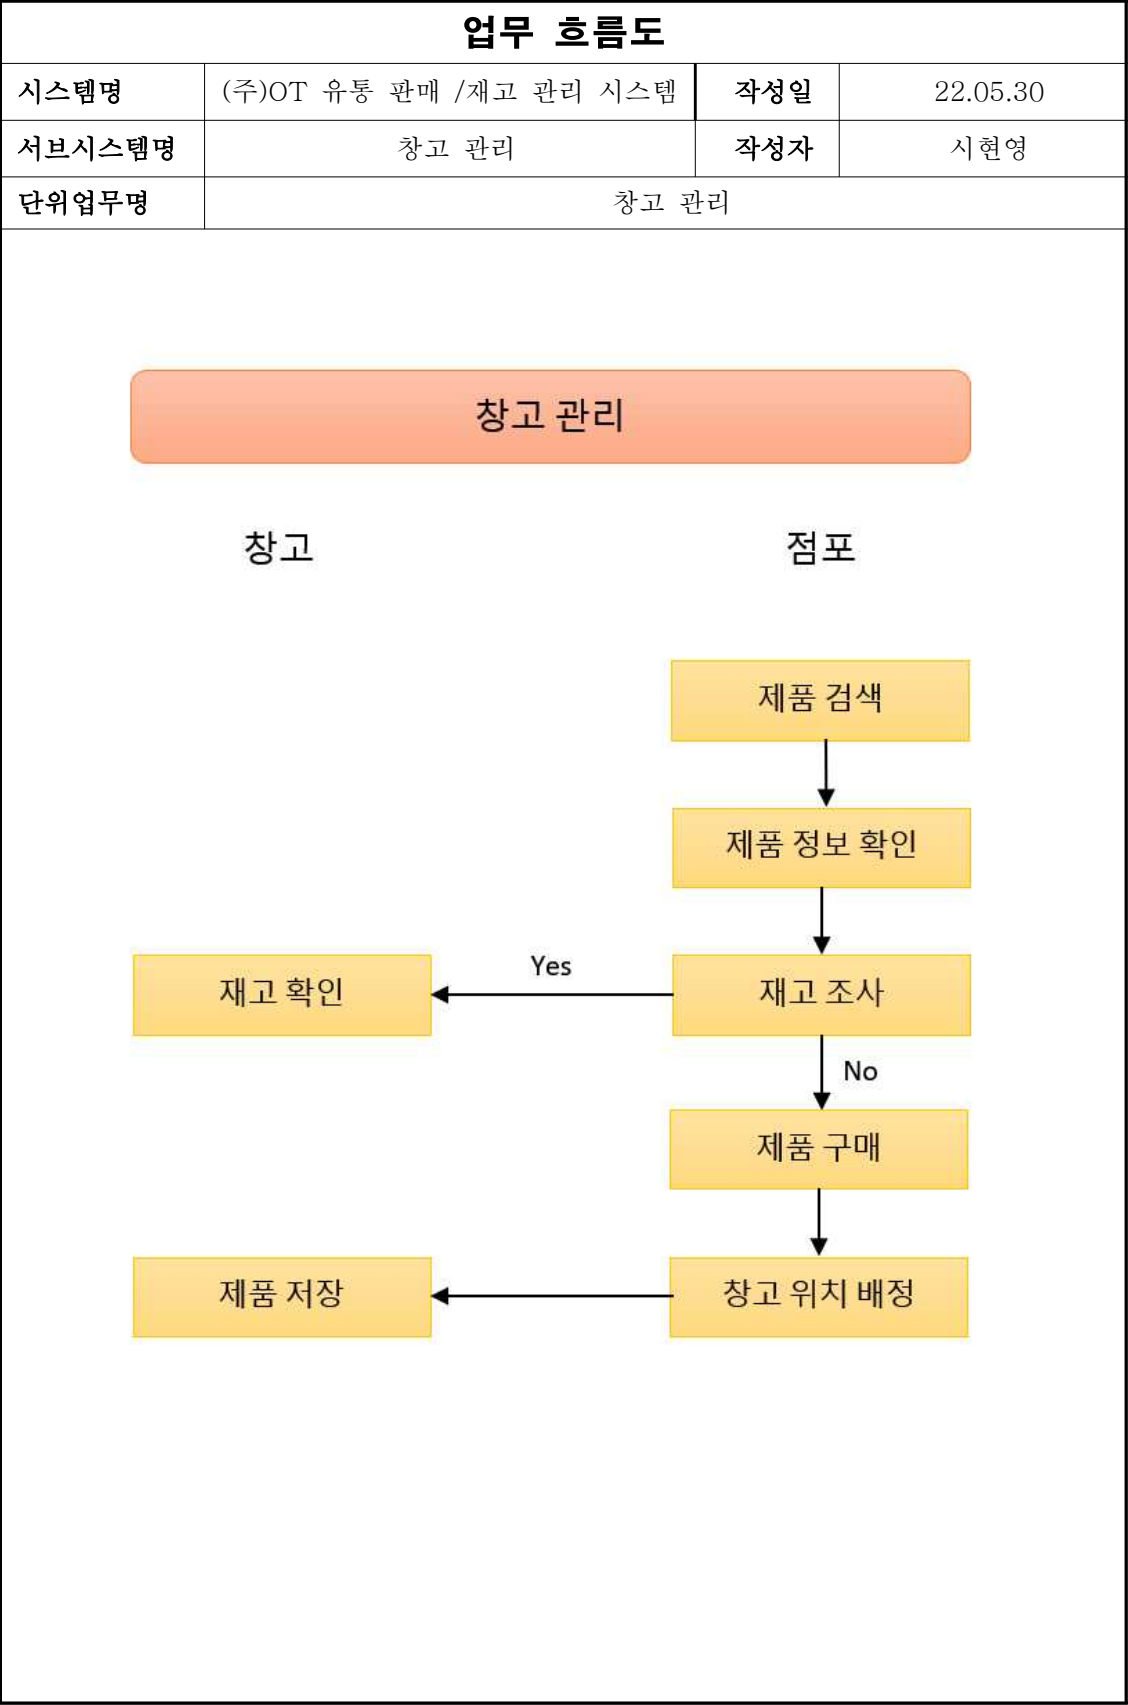 업무 흐름도
시스템명 (주)OT 유통 판매 /재고 관리 시스템 작성일 22.05.30
서브시스템명 창고 관리 작성자 시현영
단위업무명 창고 관리
창고 관리
창고 점포
제품 검색
제품 정보 확인
재고 확인 Yes 재고 조사
No
제품 구매
제품 저장 창고 위치 배정